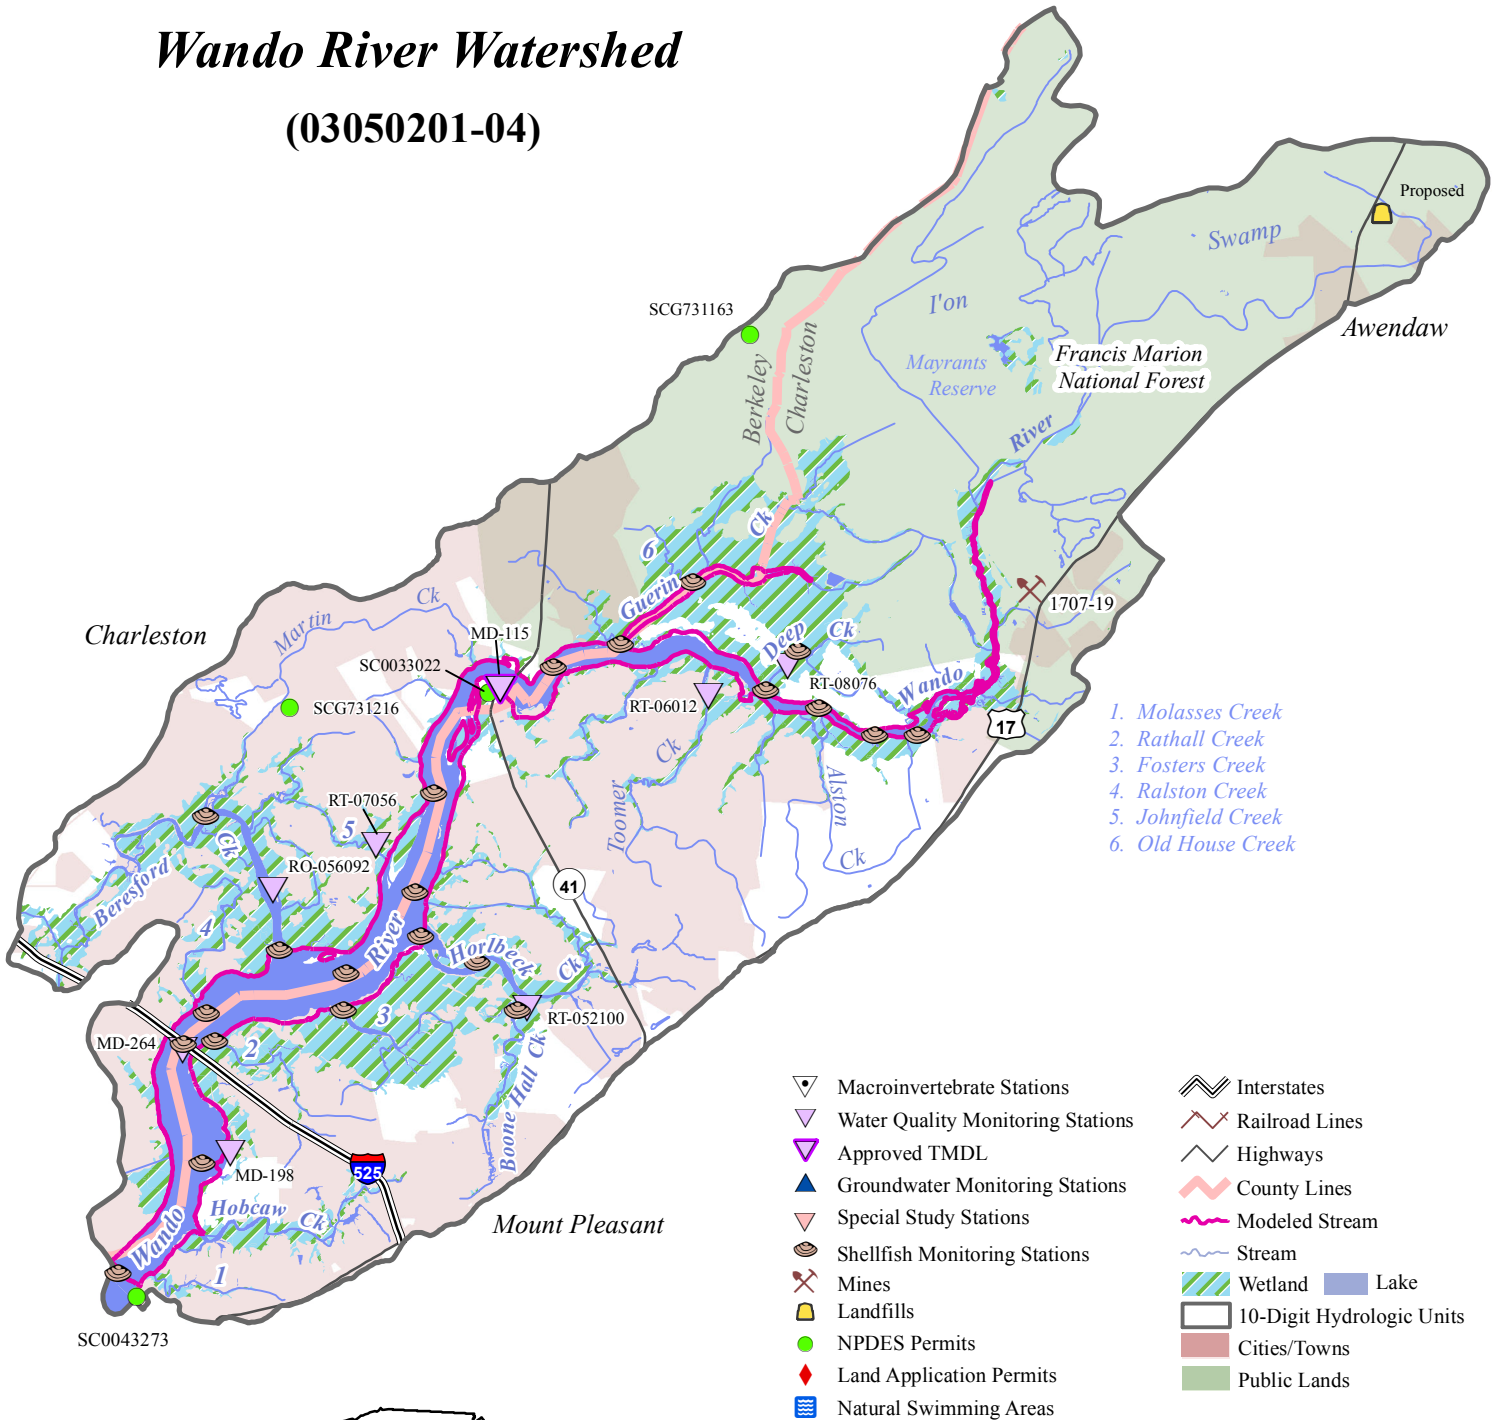 Wando River Watershed
(03050201-04)
Proposed
Swamp
SCG731163
I'on
Awendaw
Francis Marion
National Forest
Mayrants
Reserve
Berkeley
Charleston
River
Ck
6
Guerin
1707-19
Ck
Martin
Charleston
MD-115
Deep
Ck
SC0033022
RT-08076
Wando
RT-06012
SCG731216
17
1. Molasses Creek
2. Rathall Creek
3. Fosters Creek
4. Ralston Creek
5. Johnfield Creek
6. Old House Creek
Ck
Toomer
Alston
Ck
RT-07056
5
Ck
RO-056092
41
Beresford
4
River
Horlbeck
Ck
3
RT-052100
MD-264
2
Boone Hall Ck
525
MD-198
Hobcaw Ck
Mount Pleasant
Wando
1
SC0043273
Macroinvertebrate Stations
Water Quality Monitoring Stations
Approved TMDL
Groundwater Monitoring Stations
Special Study Stations
Shellfish Monitoring Stations
Mines
Landfills
NPDES Permits
Land Application Permits
Natural Swimming Areas
Interstates
Railroad Lines
Highways
County Lines
Modeled Stream
Stream
Wetland Lake
10-Digit Hydrologic Units
Cities/Towns
Public Lands